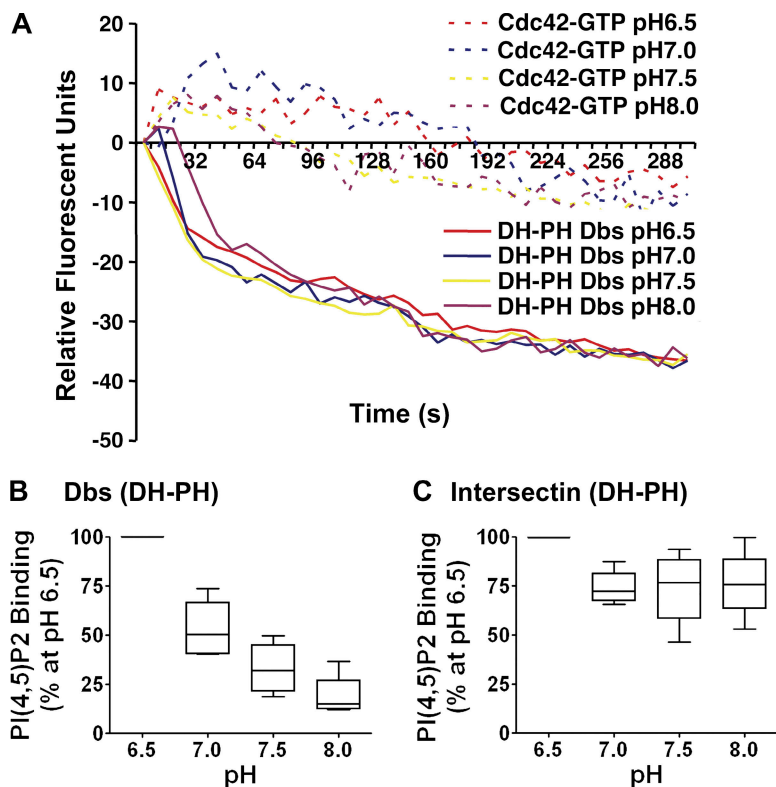 A
Relative Fluorescent Units
20
10
0
-10
-20
-30
-40
-50
32 64 96 128 160 192 224 256 288
Time (s)
Cdc42-GTP pH6.5
Cdc42-GTP pH7.0
Cdc42-GTP pH7.5
Cdc42-GTP pH8.0
DH-PH Dbs pH6.5
DH-PH Dbs pH7.0
DH-PH Dbs pH7.5
DH-PH Dbs pH8.0
B Dbs (DH-PH)
PI(4,5)P2 Binding
(% at pH 6.5)
100
75
50
25
0
6.5 7.0 7.5 8.0
pH
C Intersectin (DH-PH)
PI(4,5)P2 Binding
(% at pH 6.5)
100
75
50
25
0
6.5 7.0 7.5 8.0
pH